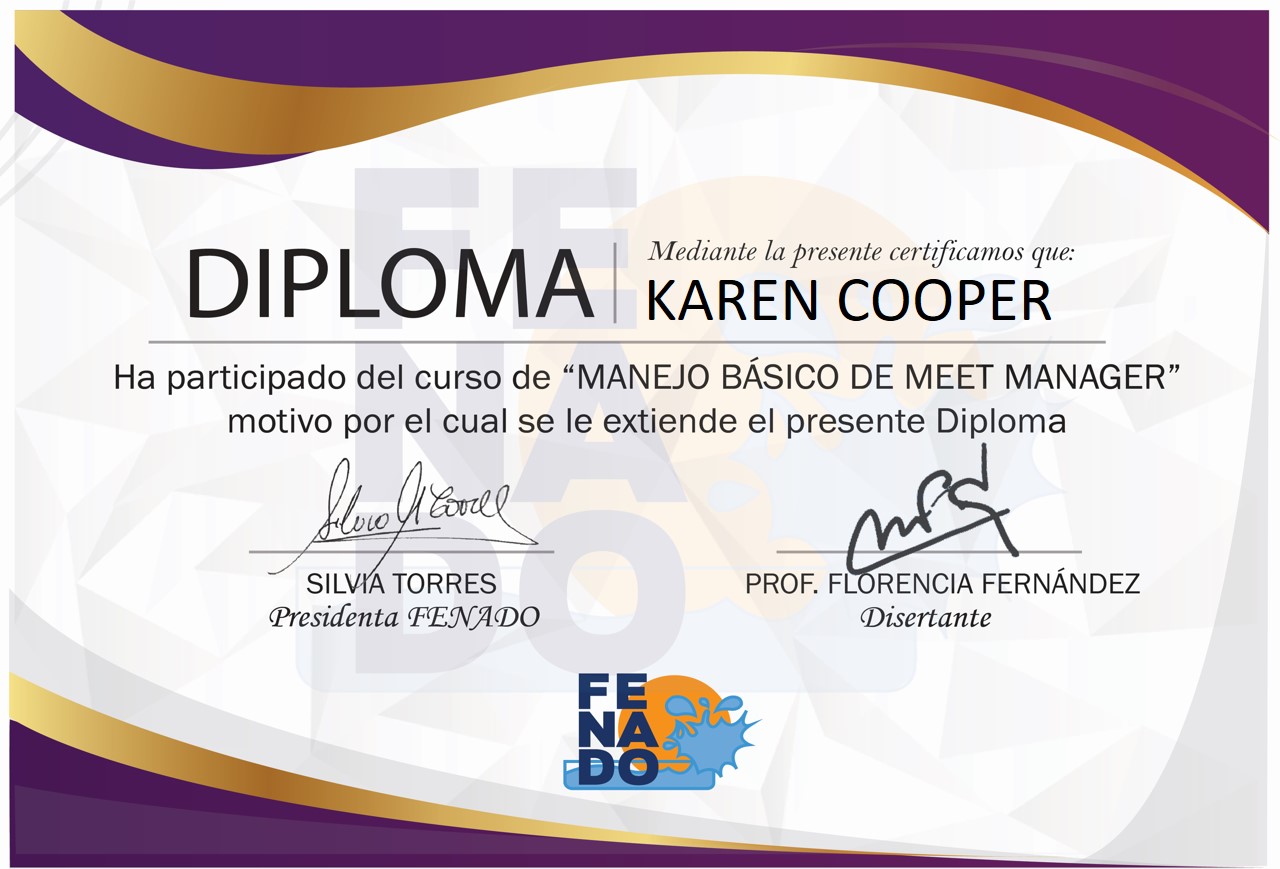 DIPLOMA
Mediante la presente certificamos que:
KAREN COOPER
Ha participado del curso de “MANEJO BÁSICO DE MEET MANAGER”
motivo por el cual se le extiende el presente Diploma
SILVIA TORRES
Presidenta FENADO
PROF. FLORENCIA FERNÁNDEZ
Disertante
FE
NA
DO